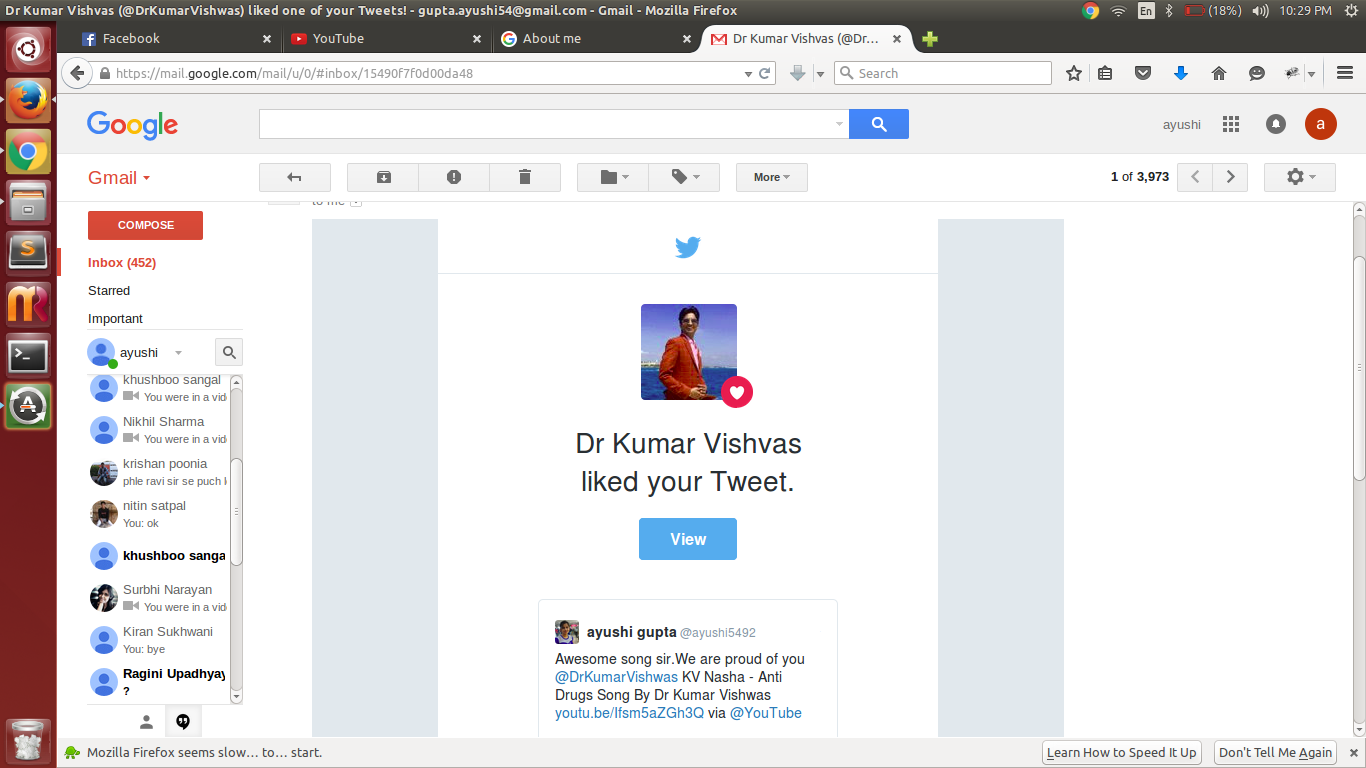 Dr Kumar Vishvas (@DrKumarVishwas) liked one of your Tweets! - gupta.ayushi54@gmail.com - Gmail - Mozilla Firefox
En
(18%)
10:29 PM
Facebook
YouTube
About me
Dr Kumar Vishvas (@Dr...
https://mail.google.com/mail/u/0/#inbox/15490f7f0d00da48
Search
Google
ayushi
a
Gmail
More
1 of 3,973
to me
COMPOSE
Inbox (452)
Starred
Important
ayushi
khushboo sangal
You were in a vid
Nikhil Sharma
You were in a vid
krishan poonia
phle ravi sir se puch
nitin satpal
You: ok
khushboo sanga
Surbhi Narayan
You were in a vid
Kiran Sukhwani
You: bye
Ragini Upadhyay
?
Dr Kumar Vishvas
liked your Tweet.
View
ayushi gupta @ayushi5492
Awesome song sir.We are proud of you
@DrKumarVishwas KV Nasha - Anti
Drugs Song By Dr Kumar Vishwas
youtu.be/Ifsm5aZGh3Q via @YouTube
Mozilla Firefox seems slow... to... start.
Learn How to Speed It Up
Don't Tell Me Again